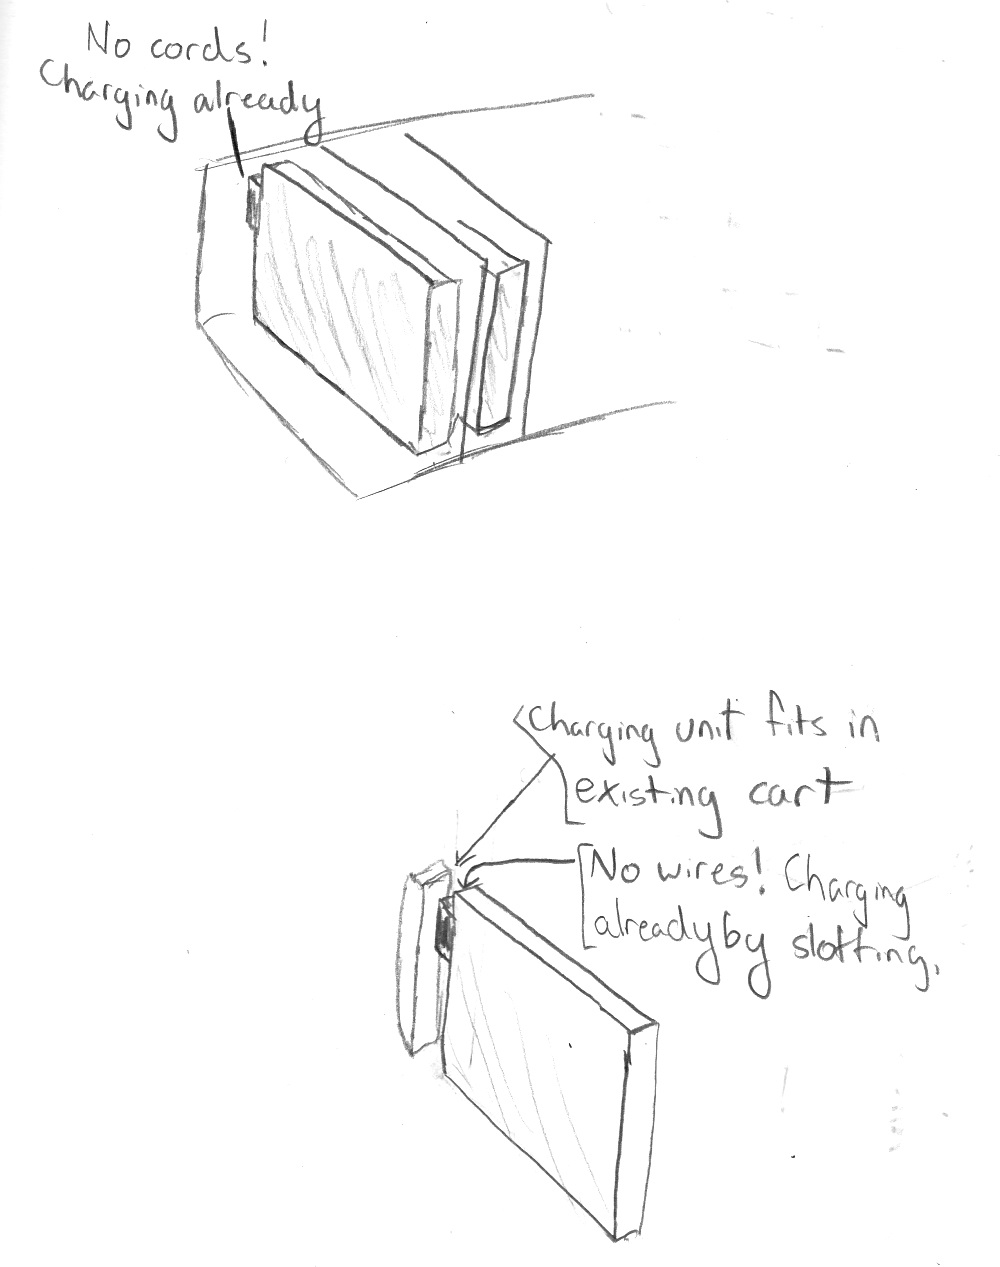 No cords!
Charging already
Charging unit fits in
existing cart
No wires! Charging
already by slotting.